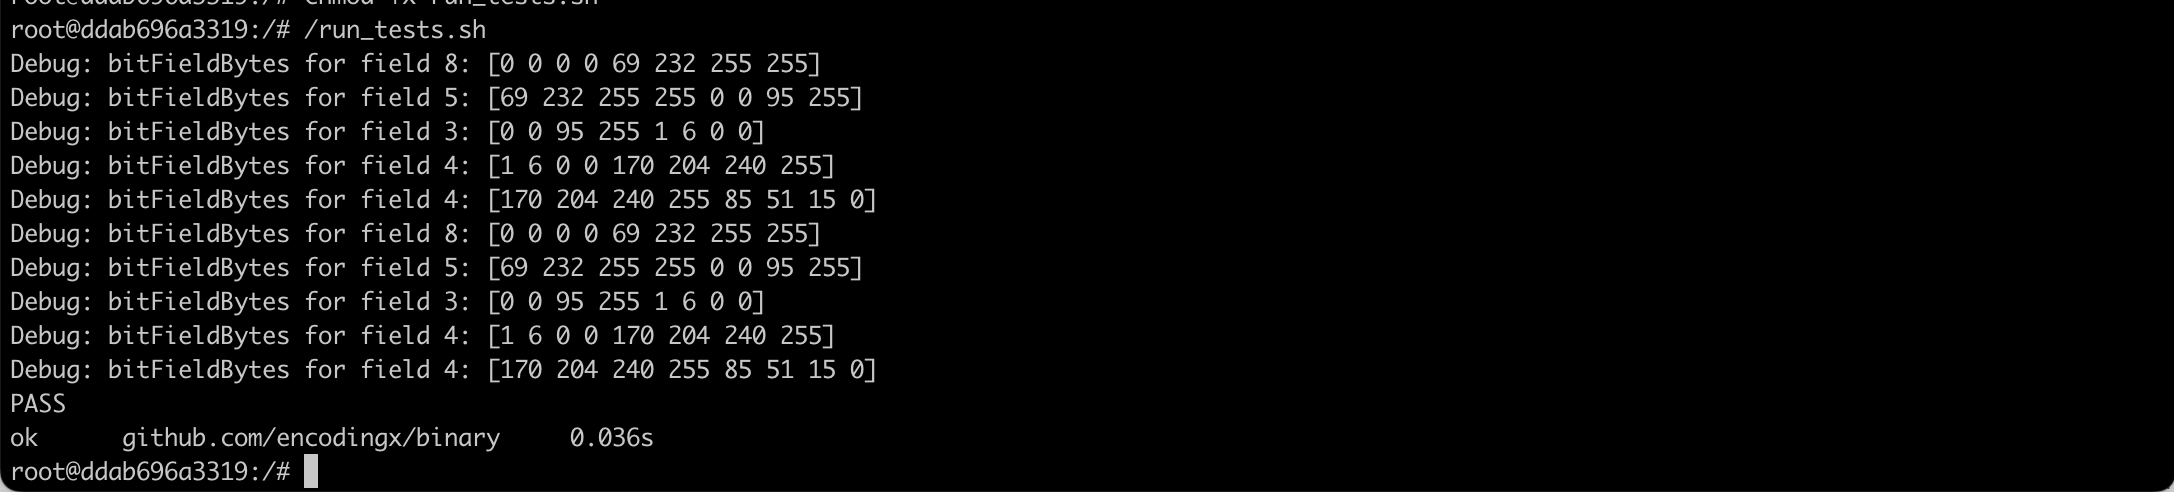 root@ddab696a3319:/# chmod +x run_tests.sh
root@ddab696a3319:/# /run_tests.sh
Debug: bitFieldBytes for field 8: [0 0 0 0 69 232 255 255]
Debug: bitFieldBytes for field 5: [69 232 255 255 0 0 95 255]
Debug: bitFieldBytes for field 3: [0 0 95 255 1 6 0 0]
Debug: bitFieldBytes for field 4: [1 6 0 0 170 204 240 255]
Debug: bitFieldBytes for field 4: [170 204 240 255 85 51 15 0]
Debug: bitFieldBytes for field 8: [0 0 0 0 69 232 255 255]
Debug: bitFieldBytes for field 5: [69 232 255 255 0 0 95 255]
Debug: bitFieldBytes for field 3: [0 0 95 255 1 6 0 0]
Debug: bitFieldBytes for field 4: [1 6 0 0 170 204 240 255]
Debug: bitFieldBytes for field 4: [170 204 240 255 85 51 15 0]
PASS
ok github.com/encodingx/binary 0.036s
root@ddab696a3319:/#